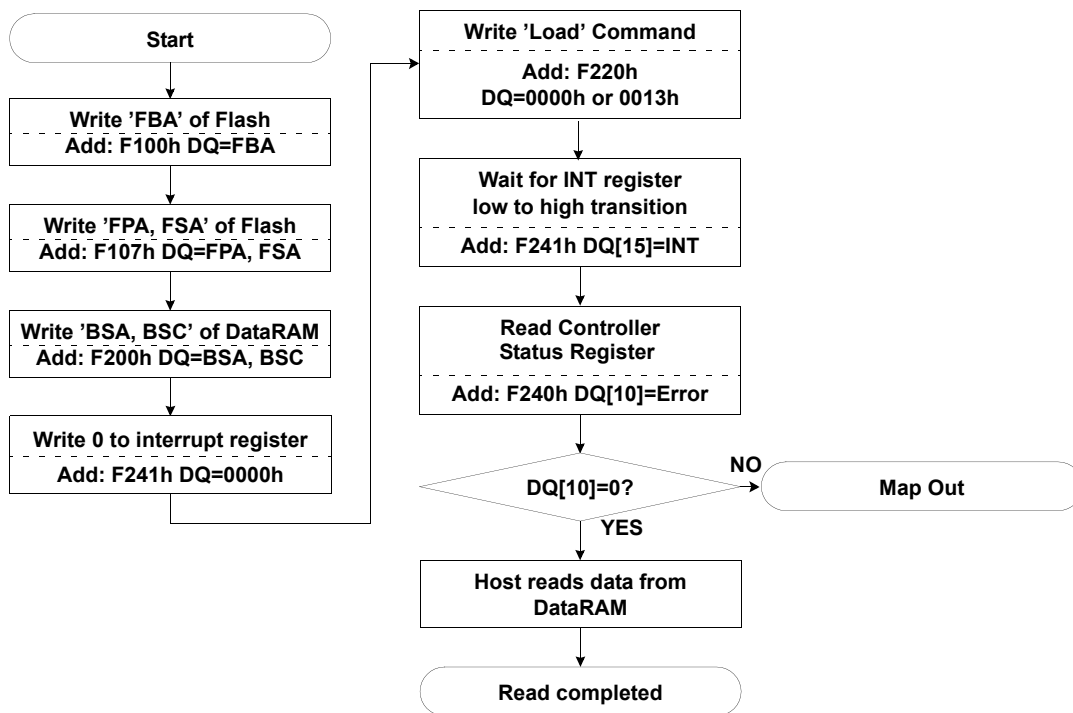 Start
Write ’FBA’ of Flash
Add: F100h DQ=FBA
Write ’FPA, FSA’ of Flash
Add: F107h DQ=FPA, FSA
Write ’BSA, BSC’ of DataRAM
Add: F200h DQ=BSA, BSC
Write 0 to interrupt register
Add: F241h DQ=0000h
Write ’Load’ Command
Add: F220h
DQ=0000h or 0013h
Wait for INT register
low to high transition
Add: F241h DQ[15]=INT
Read Controller
Status Register
Add: F240h DQ[10]=Error
DQ[10]=0?
NO
Map Out
YES
Host reads data from
DataRAM
Read completed